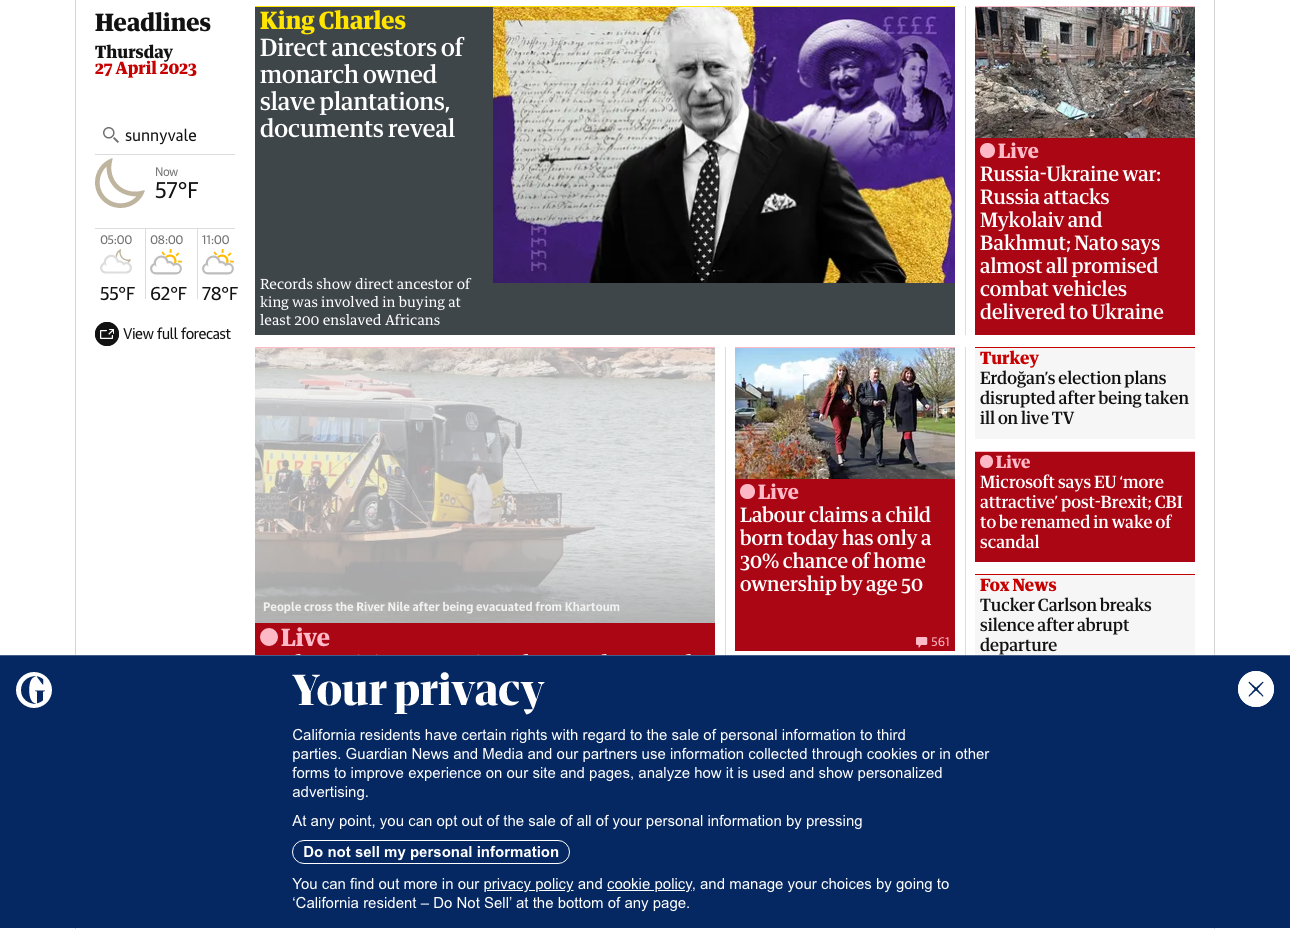 Headlines
Thursday
27 April 2023
sunnyvale
Now
57°F
05:00
55°F
08:00
62°F
11:00
78°F
View full forecast
King Charles
Direct ancestors of
monarch owned
slave plantations,
documents reveal
Records show direct ancestor of
king was involved in buying at
least 200 enslaved Africans
££££
Live
Russia-Ukraine war:
Russia attacks
Mykolaiv and
Bakhmut; Nato says
almost all promised
combat vehicles
delivered to Ukraine
People cross the River Nile after being evacuated from Khartoum
Live
Live
Labour claims a child
born today has only a
30% chance of home
ownership by age 50
561
Turkey
Erdoğan's election plans
disrupted after being taken
ill on live TV
Live
Microsoft says EU ‘more
attractive’ post-Brexit; CBI
to be renamed in wake of
scandal
Fox News
Tucker Carlson breaks
silence after abrupt
departure
Your privacy
California residents have certain rights with regard to the sale of personal information to third
parties. Guardian News and Media and our partners use information collected through cookies or in other
forms to improve experience on our site and pages, analyze how it is used and show personalized
advertising.
At any point, you can opt out of the sale of all of your personal information by pressing
Do not sell my personal information
You can find out more in our privacy policy and cookie policy, and manage your choices by going to
‘California resident – Do Not Sell’ at the bottom of any page.